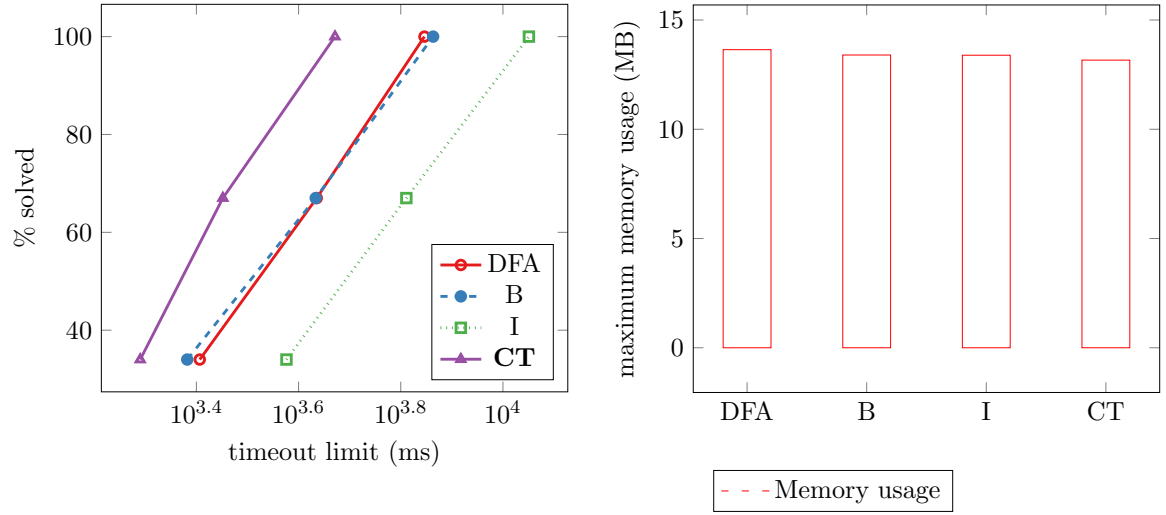 100
80
60
40
% solved
10^3.4
10^3.6
10^3.8
10^4
timeout limit (ms)
DFA
B
I
CT
15
10
5
0
maximum memory usage (MB)
DFA
B
I
CT
Memory usage